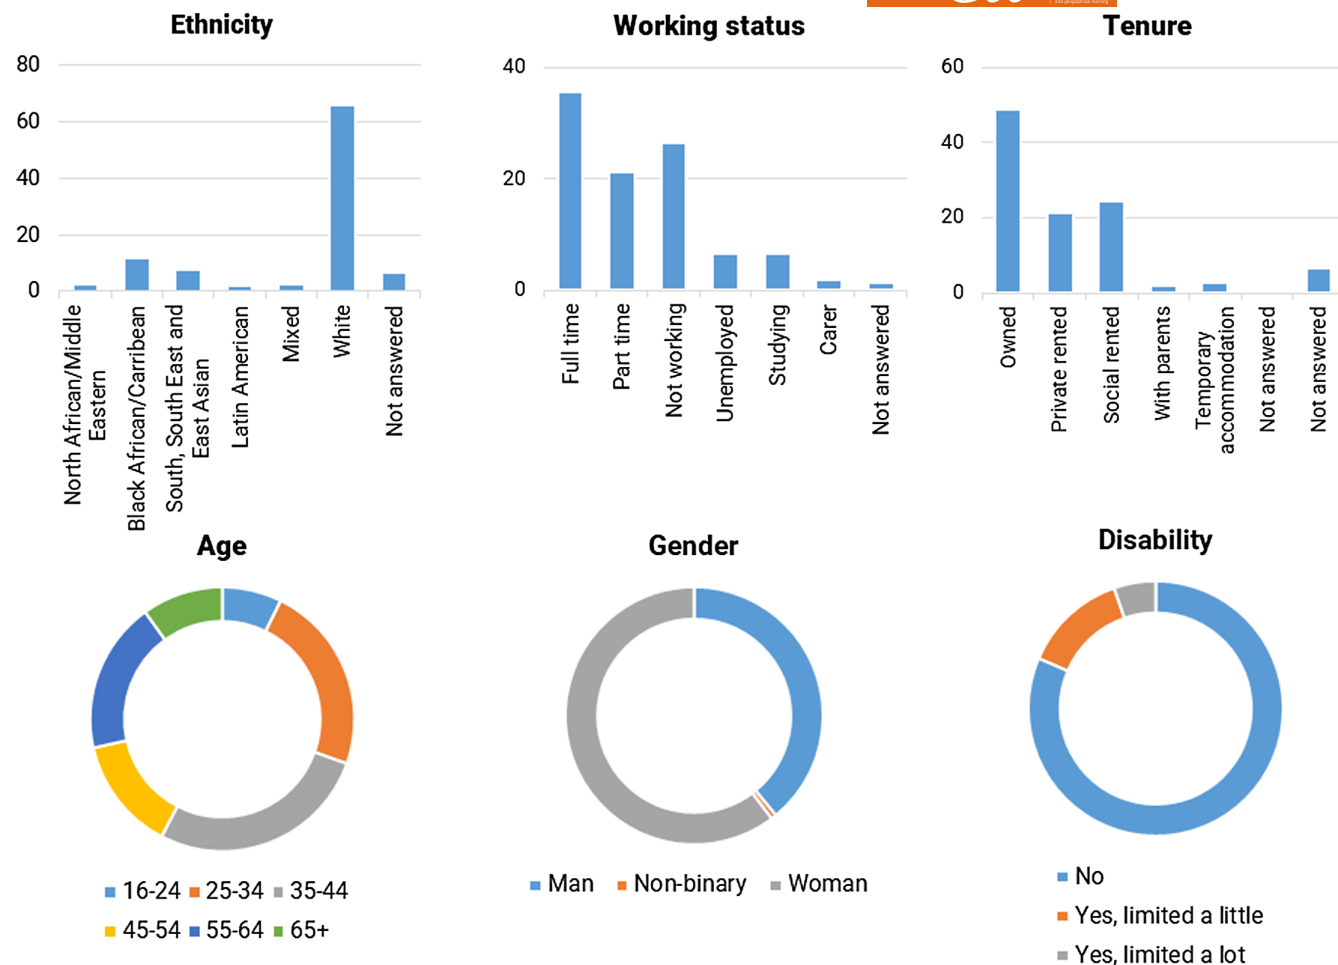 Ethnicity
80
60
40
20
0
North African/Middle
Eastern
Black African/Carribean
South, South East and
East Asian
Latin American
Mixed
White
Not answered
Working status
40
20
0
Full time
Part time
Not working
Unemployed
Studying
Carer
Not answered
Tenure
60
40
20
0
Owned
Private rented
Social rented
With parents
Temporary
accommodation
Not answered
Not answered
Age
16-24 25-34 35-44
45-54 55-64 65+
Gender
Man Non-binary Woman
Disability
No
Yes, limited a little
Yes, limited a lot